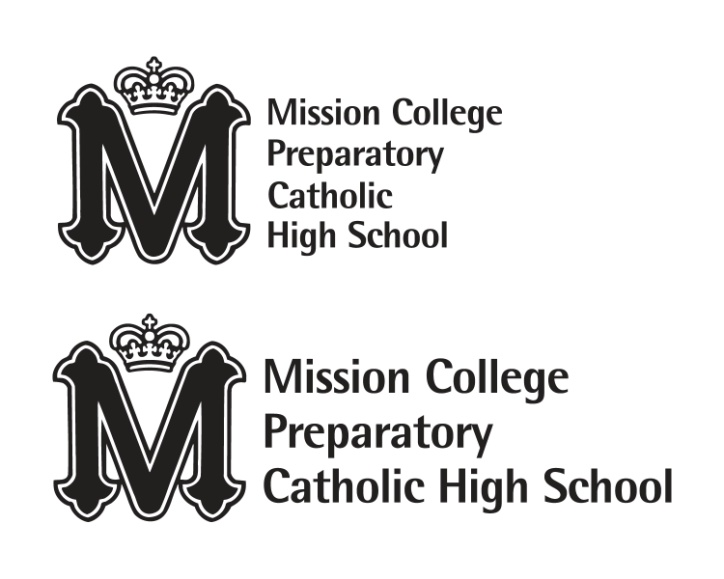 M
Mission College
Preparatory
Catholic
High School
M
Mission College
Preparatory
Catholic High School